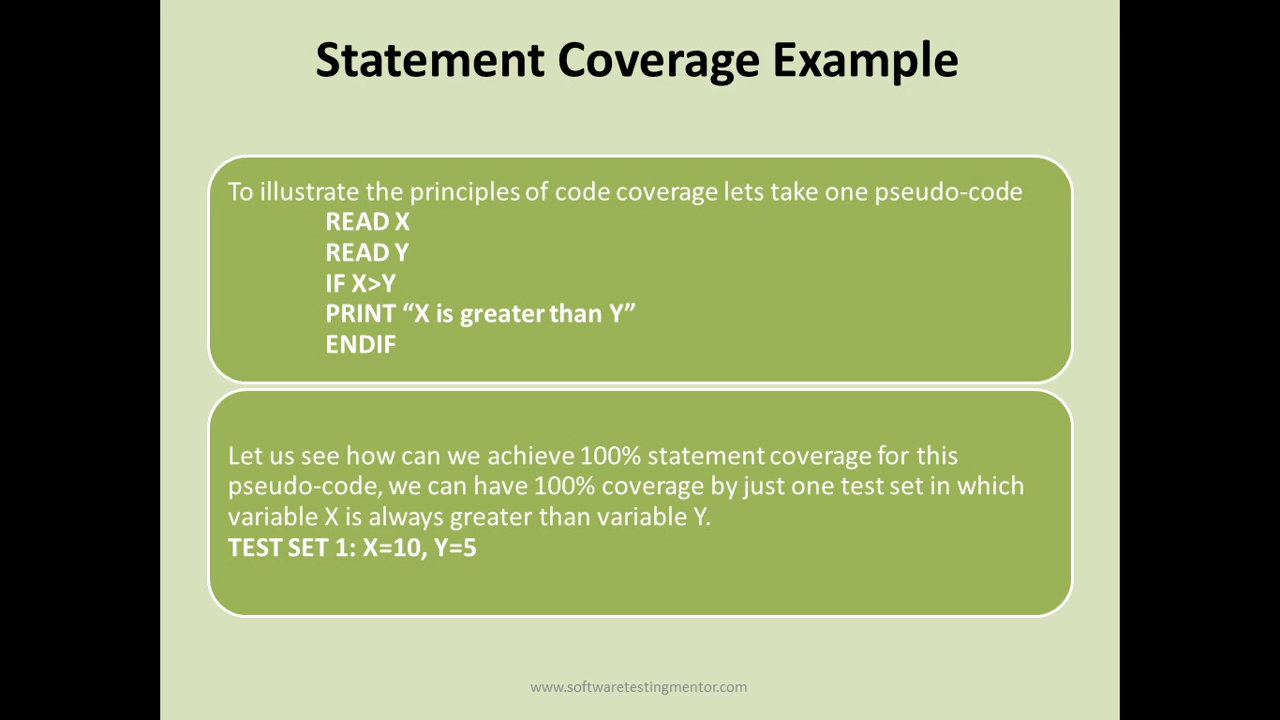 Statement Coverage Example
To illustrate the principles of code coverage lets take one pseudo-code
READ X
READ Y
IF X>Y
PRINT “X is greater than Y”
ENDIF
Let us see how can we achieve 100% statement coverage for this
pseudo-code, we can have 100% coverage by just one test set in which
variable X is always greater than variable Y.
TEST SET 1: X=10, Y=5
www.softwaretestingmentor.com